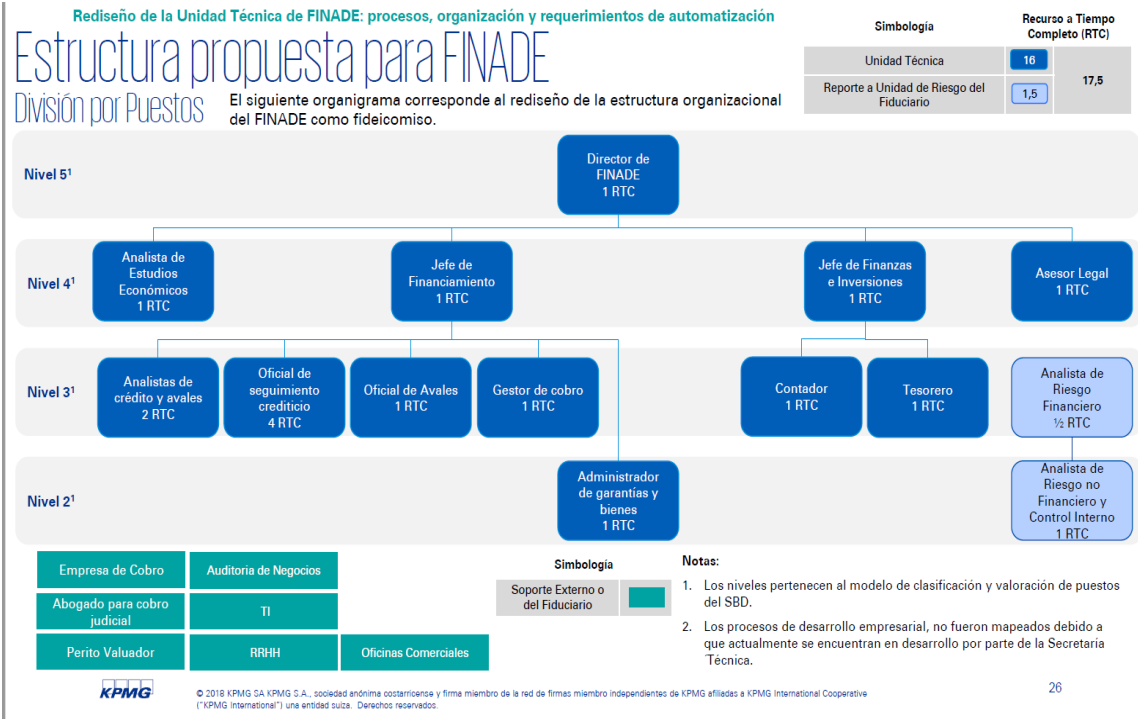 Rediseño de la Unidad Técnica de FINADE: procesos, organización y requerimientos de automatización
Estructura propuesta para FINADE
División por Puestos
El siguiente organigrama corresponde al rediseño de la estructura organizacional
del FINADE como fideicomiso.
Simbología
Recurso a Tiempo
Completo (RTC)
Unidad Técnica
16
17,5
Reporte a Unidad de Riesgo del
Fiduciario
1,5
Nivel 5¹
Director de
FINADE
1 RTC
Nivel 4¹
Analista de
Estudios
Económicos
1 RTC
Jefe de
Financiamiento
1 RTC
Jefe de Finanzas
e Inversiones
1 RTC
Asesor Legal
1 RTC
Nivel 3¹
Analistas de
crédito y avales
2 RTC
Oficial de
seguimiento
crediticio
4 RTC
Oficial de Avales
1 RTC
Gestor de cobro
1 RTC
Contador
1 RTC
Tesorero
1 RTC
Analista de
Riesgo
Financiero
½ RTC
Nivel 2¹
Administrador
de garantías y
bienes
1 RTC
Analista de
Riesgo no
Financiero y
Control Interno
1 RTC
Empresa de Cobro
Auditoria de Negocios
Abogado para cobro
judicial
TI
Perito Valuador
RRHH
Oficinas Comerciales
Simbología
Soporte Externo o
del Fiduciario
Notas:
1. Los niveles pertenecen al modelo de clasificación y valoración de puestos
del SBD.
2. Los procesos de desarrollo empresarial, no fueron mapeados debido a
que actualmente se encuentran en desarrollo por parte de la Secretaría
Técnica.
KPMG
© 2018 KPMG SA KPMG S.A., sociedad anónima costarricense y firma miembro de la red de firmas miembro independientes de KPMG afiliadas a KPMG International Cooperative
("KPMG International") una entidad suiza. Derechos reservados.
26